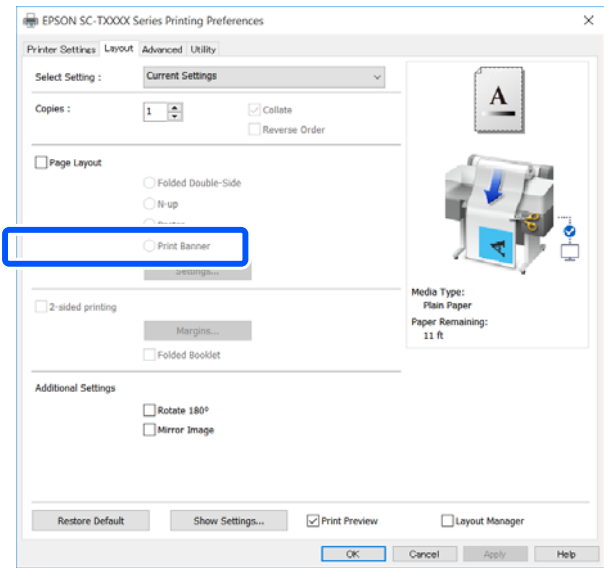 EPSON SC-TXXXX Series Printing Preferences
Printer Settings Layout Advanced Utility
Select Setting : Current Settings
Copies : 1 Collate
Reverse Order
A
Page Layout
Folded Double-Side
N-up
Print Banner
Settings...
2-sided printing
Margins...
Folded Booklet
Media Type:
Plain Paper
Paper Remaining:
11 ft
Additional Settings
Rotate 180°
Mirror Image
Restore Default Show Settings... Print Preview Layout Manager
OK Cancel Apply Help